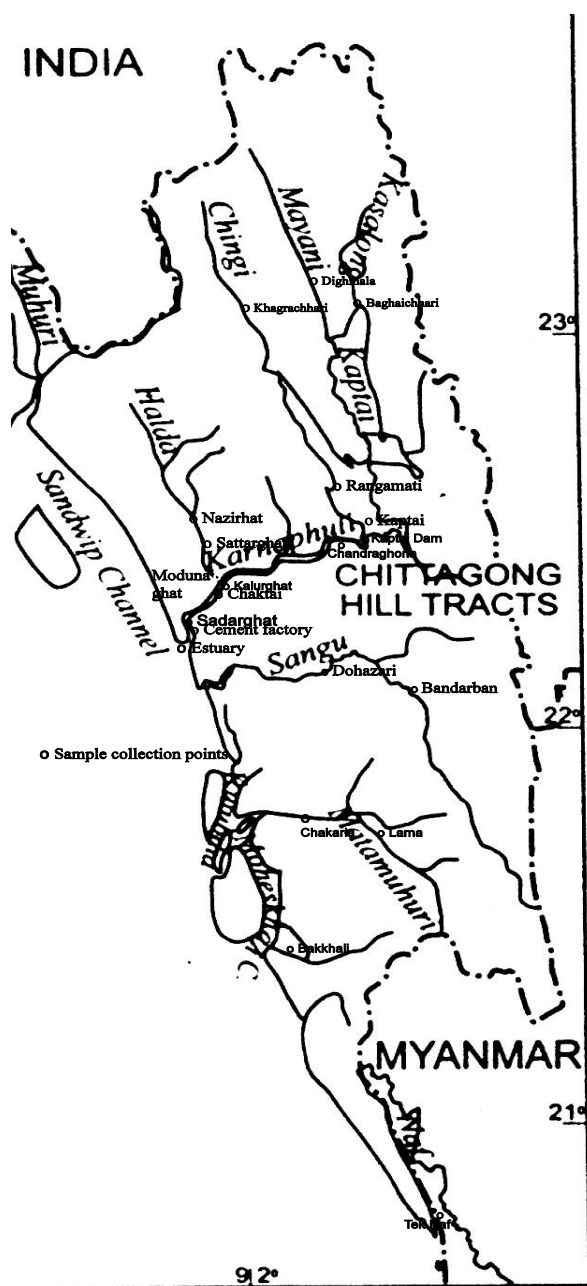 INDIA
Kasalong
Mayani
Chingi
Muhuri
Dighinala
Khagrachhari
Baghaichhari
23°
Kaptai
Halda
Sandwip Channel
Rangamati
Nazirhat
Kaptai
Karnaphuli
Kaptai Dam
Sattarghat
Chandraghona
Moduna
ghat
Kalurghat
Chaktai
CHITTAGONG
HILL TRACTS
Sadarghat
Cement factory
Estuary
Sangu
Dohazari
Bandarban
22°
o Sample collection points
Chakaria
Lama
Matamuhuri
Bakkhali
C
MYANMAR
21°
Naf
Tek Naf
92°